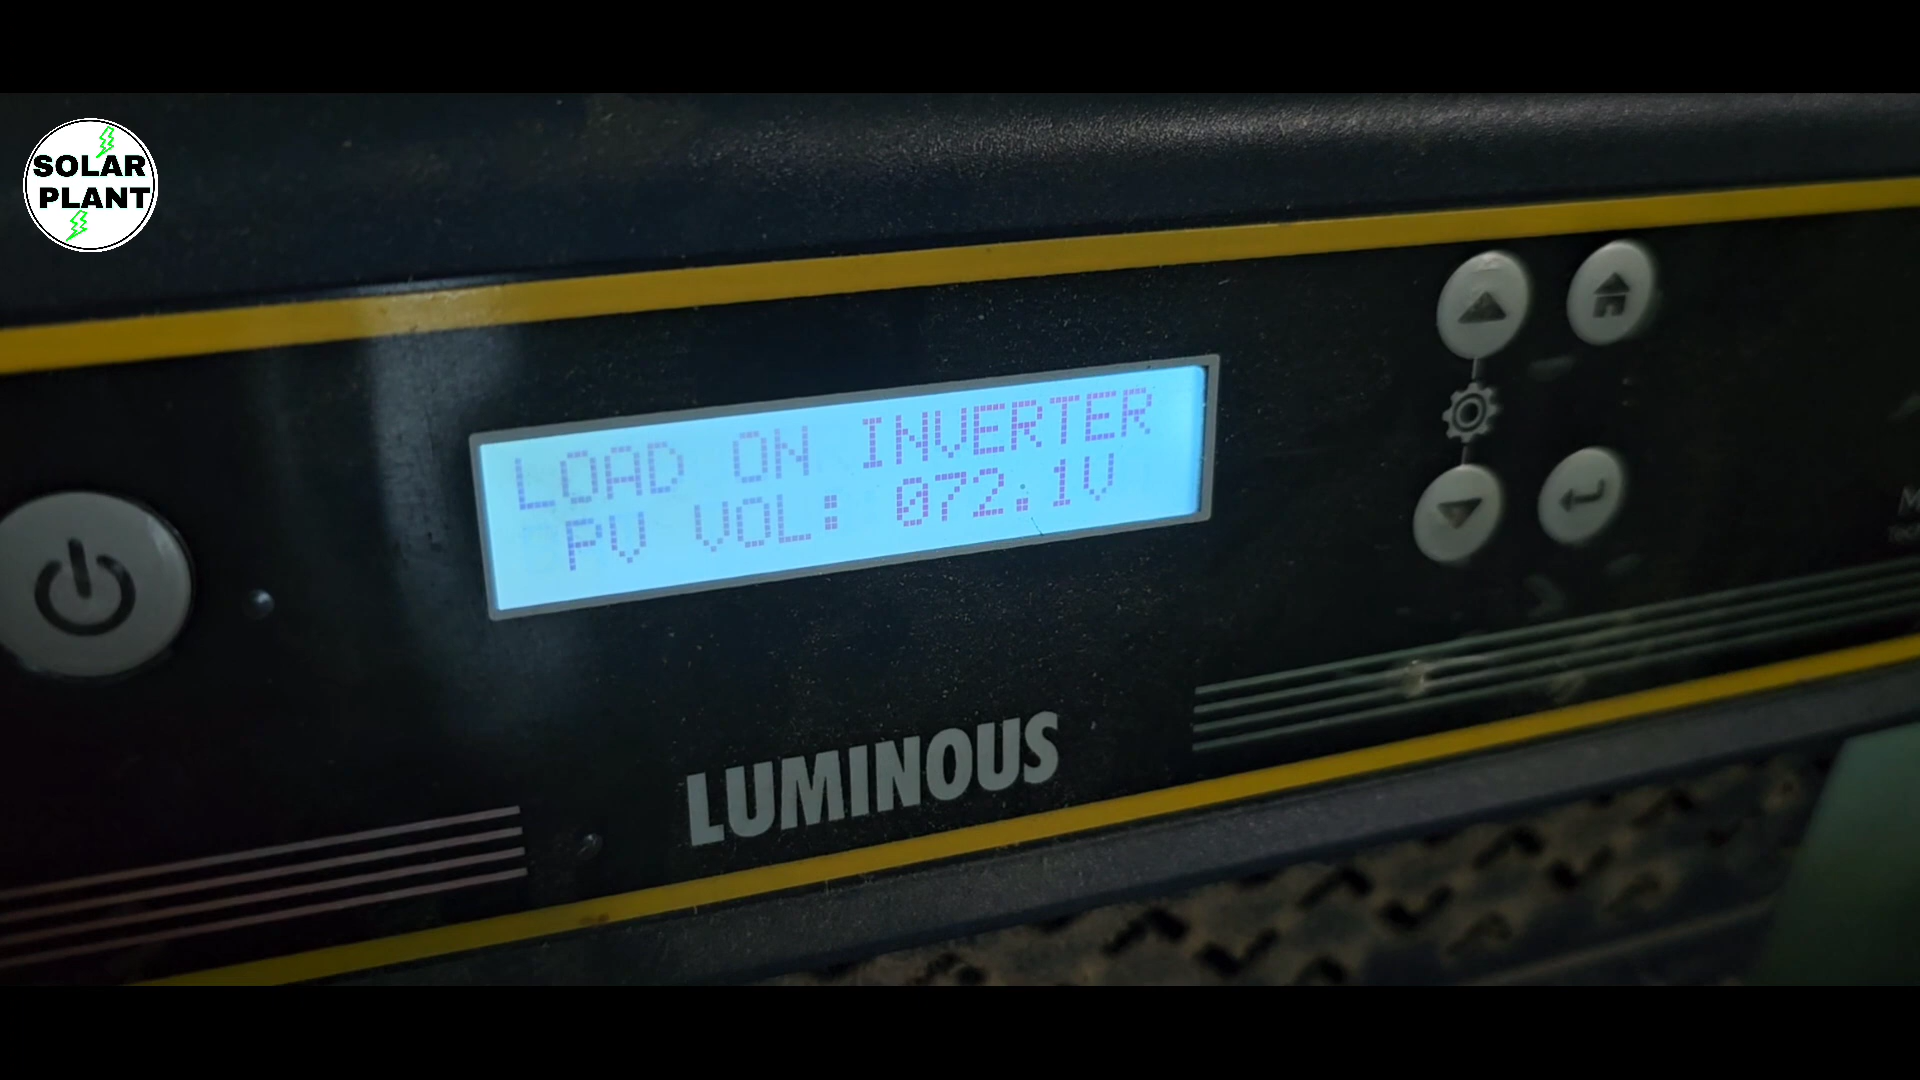 SOLAR
PLANT
LOAD ON INVERTER
PV VOL: 072.1V
LUMINOUS